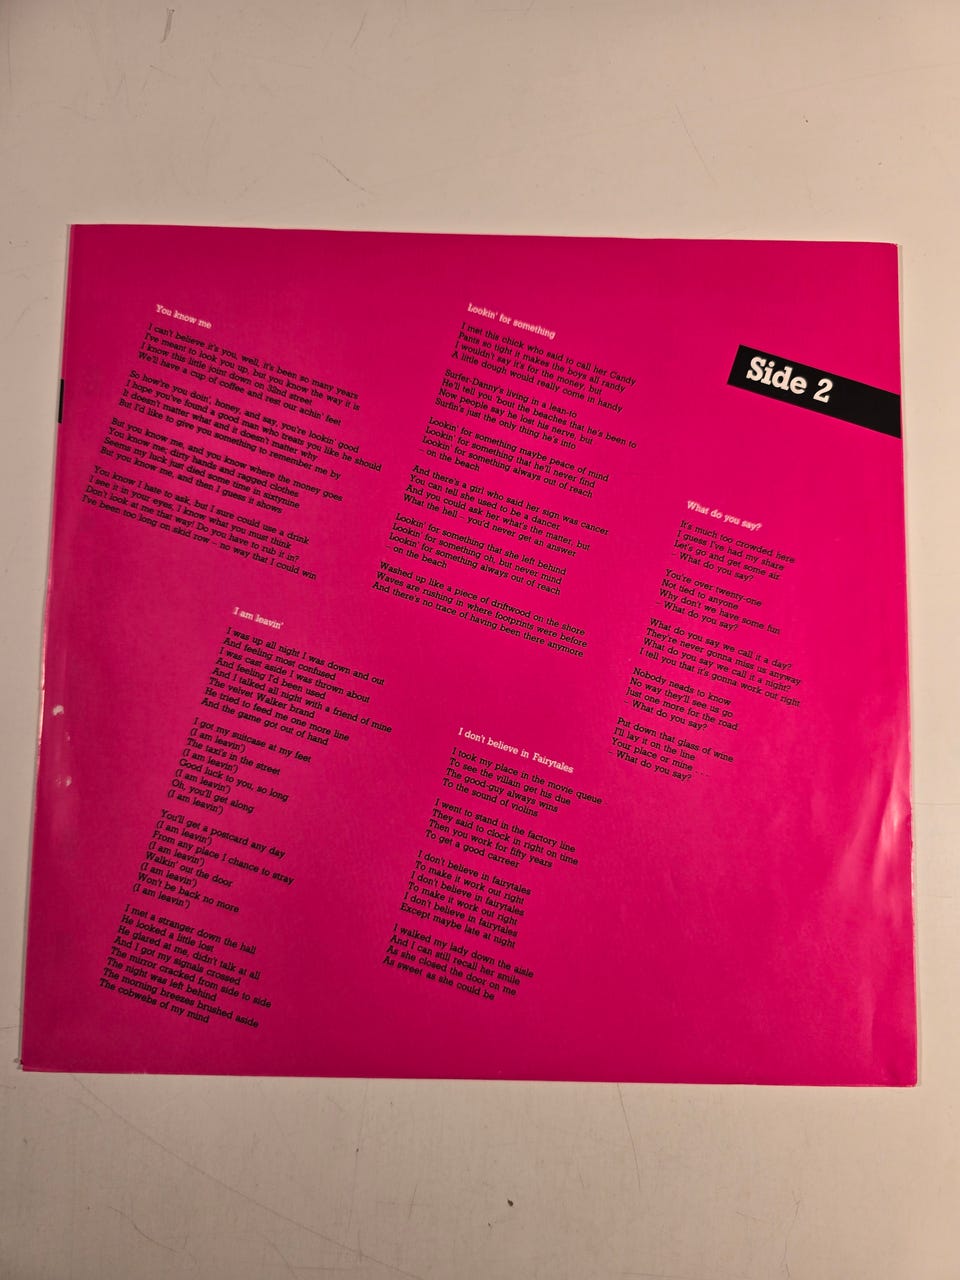 Side 2
You know me
I can't believe it's you, well, it's been so many years
I've meant to look you up, but you know the way it is
I know this little joint down on 32nd street
We'll have a cup of coffee and rest our achin' feet
So how're you doin', honey, and say, you're lookin' good
I hope you've found a good man who treats you like he should
It doesn't matter what and it doesn't matter why
But I'd like to give you something to remember me by
But you know me, and you know where the money goes
You know me; dirty hands and ragged clothes
Seems my luck just died some time in sixtynine
But you know me, and then I guess it shows
You know I hate to ask, but I sure could use a drink
I see it in your eyes, I know what you must think
Don't look at me that way! Do you have to rub it in?
I've been too long on skid row – no way that I could win
I am leavin'
I was up all night I was down and out
And feeling most confused
I was cast aside I was thrown about
And feeling I'd been used
And I talked all night with a friend of mine
The velvet Walker brand
He tried to feed me one more line
And the game got out of hand
I got my suitcase at my feet
(I am leavin')
The taxi's in the street
(I am leavin')
Good luck to you, so long
(I am leavin')
Oh, you'll get along
(I am leavin')
You'll get a postcard any day
(I am leavin')
From any place I chance to stray
(I am leavin')
Walkin' out the door
(I am leavin')
Won't be back no more
(I am leavin')
I met a stranger down the hall
He looked a little lost
He glared at me, didn't talk at all
And I got my signals crossed
The mirror cracked from side to side
The night was left behind
The morning breezes brushed aside
The cobwebs of my mind
Lookin' for something
I met this chick who said to call her Candy
Pants so tight it makes the boys all randy
I wouldn't say it's for the money, but
A little dough would really come in handy
Surfer-Danny's living in a lean-to
He'll tell you 'bout the beaches that he's been to
Now people say he lost his nerve, but
Surfin's just the only thing he's into
Lookin' for something maybe peace of mind
Lookin' for something that he'll never find
Lookin' for something always out of reach
– on the beach
And there's a girl who said her sign was cancer
You can tell she used to be a dancer
And you could ask her what's the matter, but
What the hell – you'd never get an answer
Lookin' for something that she left behind
Lookin' for something oh, but never mind
Lookin' for something always out of reach
– on the beach
Washed up like a piece of driftwood on the shore
Waves are rushing in where footprints were before
And there's no trace of having been there anymore
I don't believe in Fairytales
I took my place in the movie queue
To see the villain get his due
The good-guy always wins
To the sound of violins
I went to stand in the factory line
They said to clock in right on time
Then you work for fifty years
To get a good carreer
I don't believe in fairytales
To make it work out right
I don't believe in fairytales
To make it work out right
I don't believe in fairytales
Except maybe late at night
I walked my lady down the aisle
And I can still recall her smile
As she closed the door on me
As sweet as she could be
What do you say?
It's much too crowded here
I guess I've had my share
Let's go and get some air
– What do you say?
You're over twenty-one
Not tied to anyone
Why don't we have some fun
– What do you say?
What do you say we call it a day?
They're never gonna miss us anyway
What do you say we call it a night?
I tell you that it's gonna work out right
Nobody neads to know
No way they'll see us go
Just one more for the road
– What do you say?
Put down that glass of wine
I'll lay it on the line
Your place or mine
– What do you say? . . . .